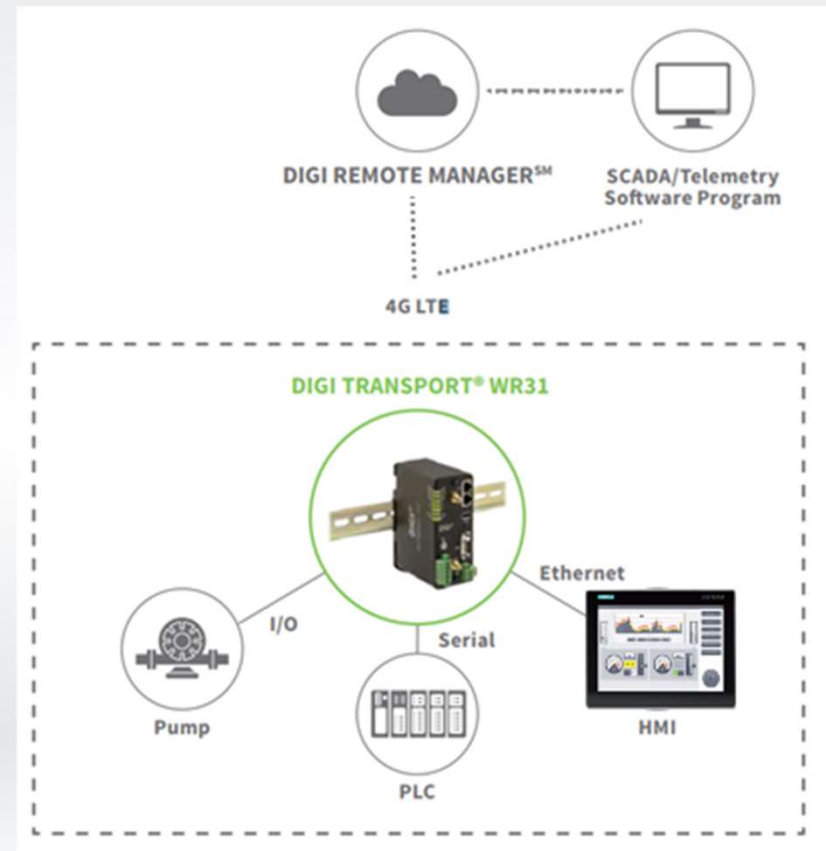 DIGI REMOTE MANAGER℠
SCADA/Telemetry
Software Program
4G LTE
DIGI TRANSPORT® WR31
Ethernet
I/O
Serial
Pump
HMI
PLC